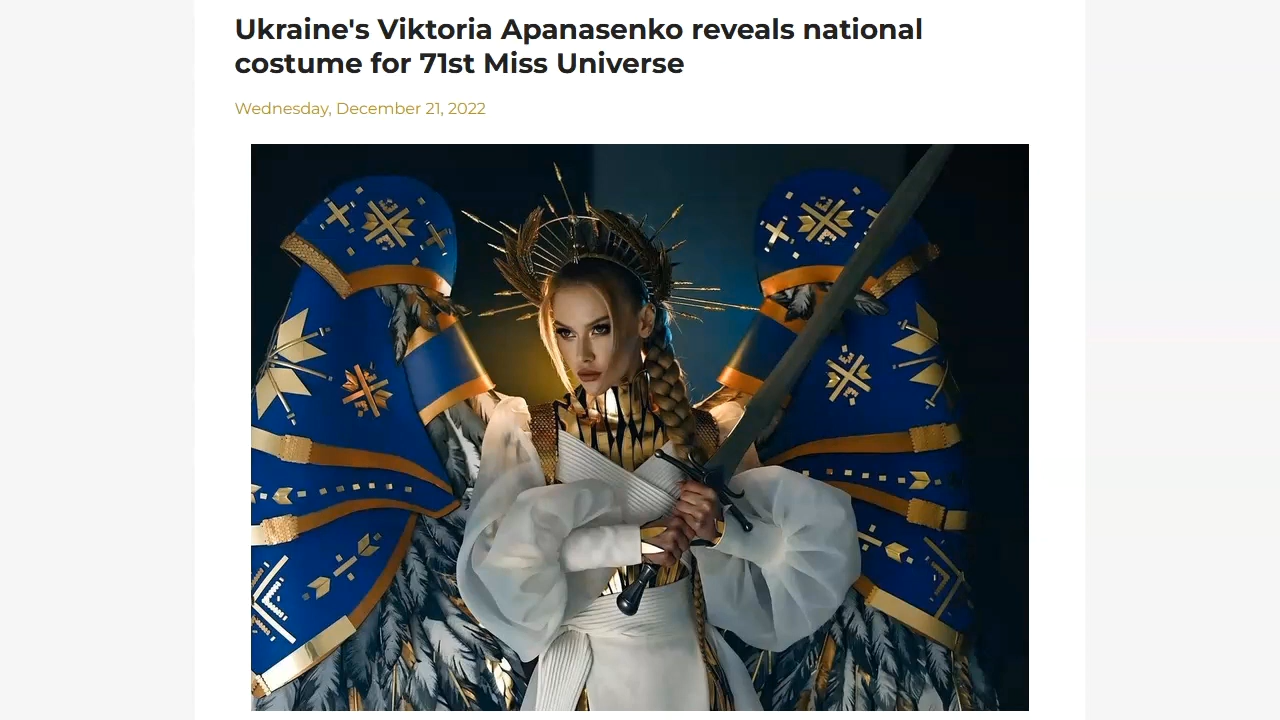 Ukraine's Viktoria Apanasenko reveals national
costume for 71st Miss Universe
Wednesday, December 21, 2022